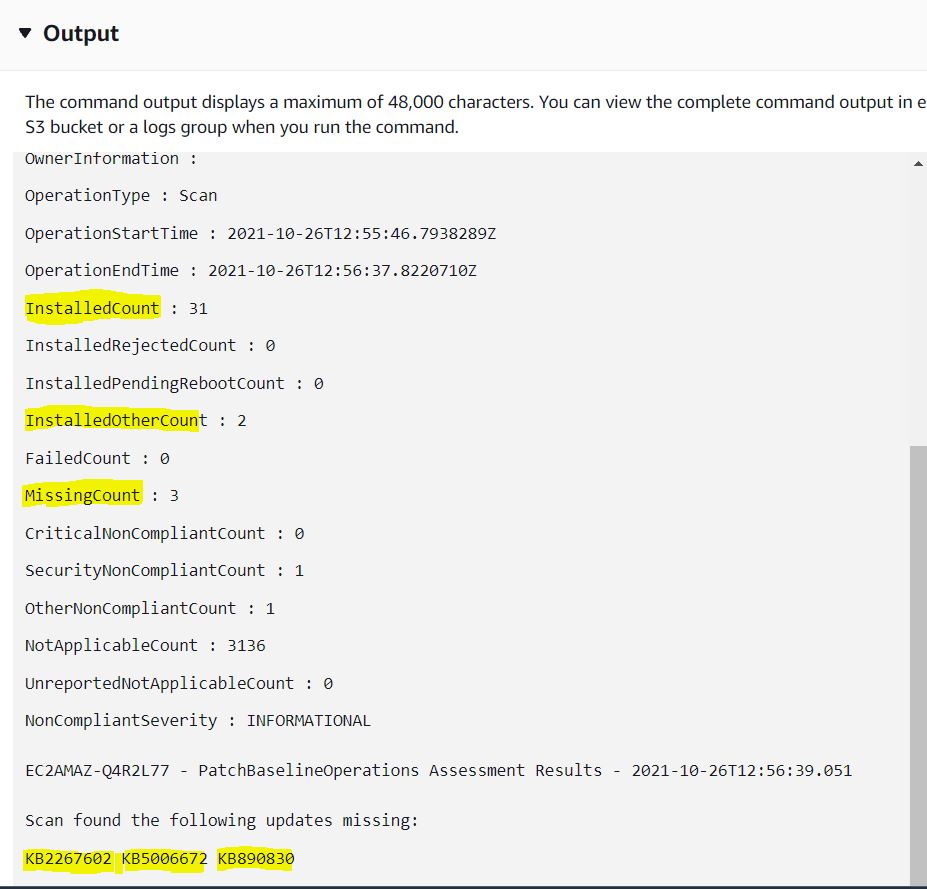 Output
The command output displays a maximum of 48,000 characters. You can view the complete command output in e
S3 bucket or a logs group when you run the command.
OwnerInformation :
OperationType : Scan
OperationStartTime : 2021-10-26T12:55:46.7938289Z
OperationEndTime : 2021-10-26T12:56:37.8220710Z
InstalledCount : 31
InstalledRejectedCount : 0
InstalledPendingRebootCount : 0
InstalledOtherCount : 2
FailedCount : 0
MissingCount : 3
CriticalNonCompliantCount : 0
SecurityNonCompliantCount : 1
OtherNonCompliantCount : 1
NotApplicableCount : 3136
UnreportedNotApplicableCount : 0
NonCompliantSeverity : INFORMATIONAL
EC2AMAZ-Q4R2L77 - PatchBaselineOperations Assessment Results - 2021-10-26T12:56:39.051
Scan found the following updates missing:
KB2267602 KB5006672 KB890830